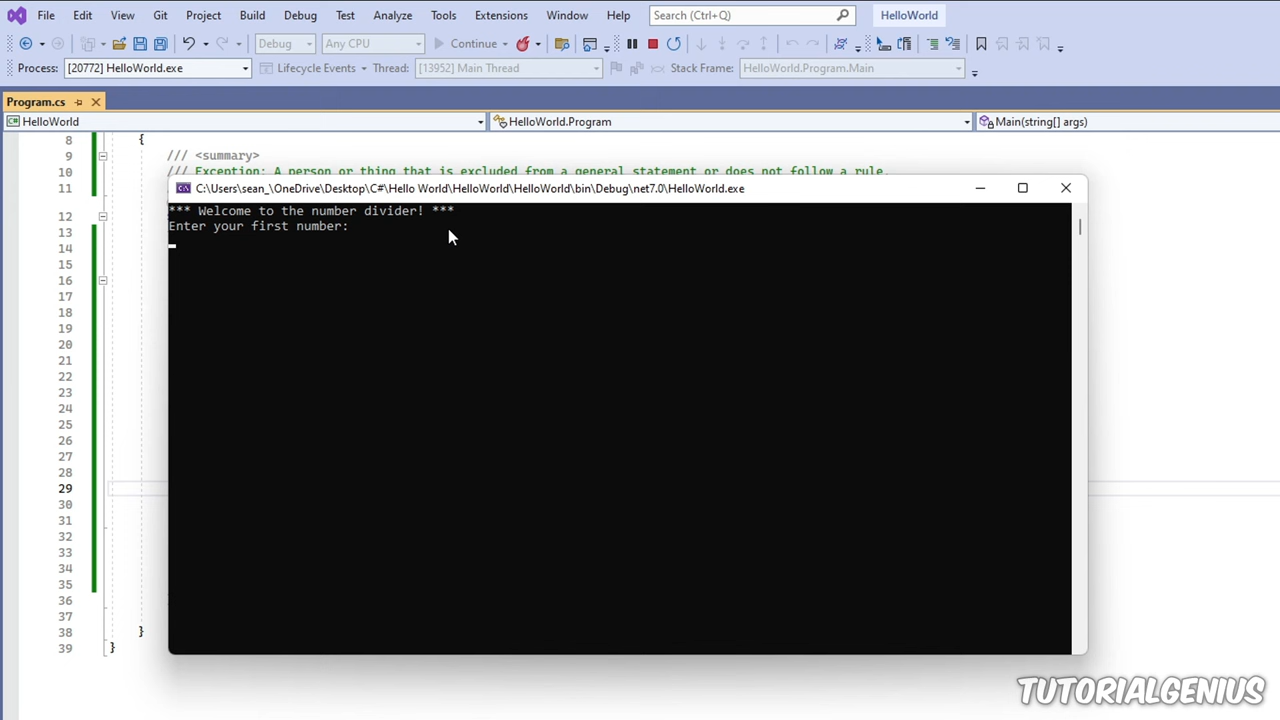 File Edit View Git Project Build Debug Test Analyze Tools Extensions Window Help Search (Ctrl+Q) HelloWorld
Debug Any CPU Continue
Process: [20772] HelloWorld.exe Lifecycle Events Thread: [13952] Main Thread Stack Frame: HelloWorld.Program.Main
Program.cs
HelloWorld HelloWorld.Program Main(string[] args)
8 {
9 /// <summary>
10 /// Exception: A person or thing that is excluded from a general statement or does not follow a rule.
11
C:\Users\sean_\OneDrive\Desktop\C#\Hello World\HelloWorld\HelloWorld\bin\Debug\net7.0\HelloWorld.exe
*** Welcome to the number divider! ***
Enter your first number:
12
13
14
15
16
17
18
19
20
21
22
23
24
25
26
27
28
29
30
31
32
33
34
35
36
37
38 }
39 }
TUTORIALGENIUS